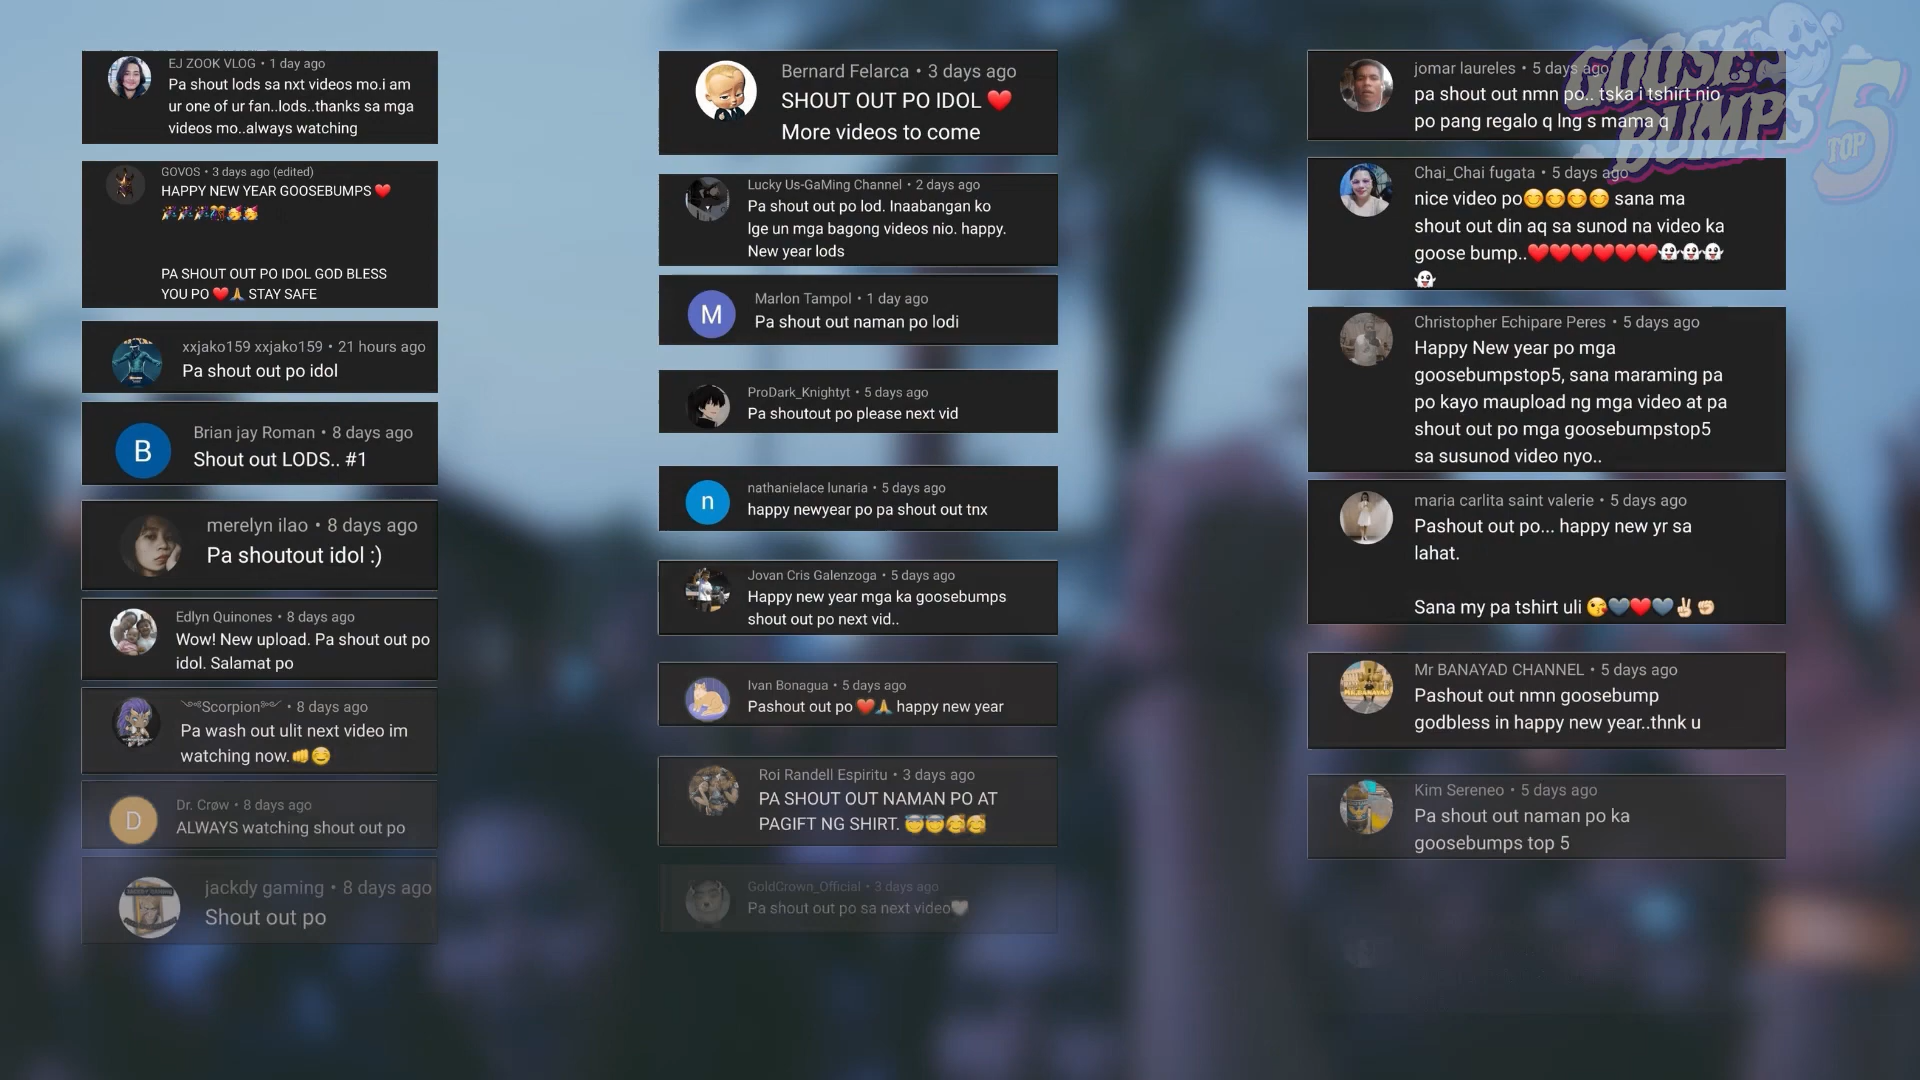 EJ ZOOK VLOG • 1 day ago
Pa shout lods sa nxt videos mo.i am
ur one of ur fan..lods..thanks sa mga
videos mo..always watching
GOVOS • 3 days ago (edited)
HAPPY NEW YEAR GOOSEBUMPS ❤️
🎉🎉🎉🎊🥳🥳
PA SHOUT OUT PO IDOL GOD BLESS
YOU PO ❤️🙏 STAY SAFE
xxjako159 xxjako159 • 21 hours ago
Pa shout out po idol
B
Brian jay Roman • 8 days ago
Shout out LODS.. #1
merelyn ilao • 8 days ago
Pa shoutout idol :)
Edlyn Quinones • 8 days ago
Wow! New upload. Pa shout out po
idol. Salamat po
༺Scorpion༻ • 8 days ago
Pa wash out ulit next video im
watching now.👊☺️
D
Dr. Crøw • 8 days ago
ALWAYS watching shout out po
jackdy gaming • 8 days ago
Shout out po
Bernard Felarca • 3 days ago
SHOUT OUT PO IDOL ❤️
More videos to come
Lucky Us-GaMing Channel • 2 days ago
Pa shout out po lod. Inaabangan ko
lge un mga bagong videos nio. happy.
New year lods
M
Marlon Tampol • 1 day ago
Pa shout out naman po lodi
ProDark_Knightyt • 5 days ago
Pa shoutout po please next vid
n
nathanielace lunaria • 5 days ago
happy newyear po pa shout out tnx
Jovan Cris Galenzoga • 5 days ago
Happy new year mga ka goosebumps
shout out po next vid..
Ivan Bonagua • 5 days ago
Pashout out po ❤️🙏 happy new year
Roi Randell Espiritu • 3 days ago
PA SHOUT OUT NAMAN PO AT
PAGIFT NG SHIRT. 😇😇🥰🥰
GoldCrown_Official • 3 days ago
Pa shout out po sa next video🤍
jomar laureles • 5 days ago
pa shout out nmn po.. tska i tshirt nio
po pang regalo q lng s mama q
Chai_Chai fugata • 5 days ago
nice video po😊😊😊😊 sana ma
shout out din aq sa sunod na video ka
goose bump..❤️❤️❤️❤️❤️❤️👻👻👻
👻
Christopher Echipare Peres • 5 days ago
Happy New year po mga
goosebumpstop5, sana maraming pa
po kayo maupload ng mga video at pa
shout out po mga goosebumpstop5
sa susunod video nyo..
maria carlita saint valerie • 5 days ago
Pashout out po... happy new yr sa
lahat.
Sana my pa tshirt uli 😘💙❤️💙✌🏻✊🏻
Mr BANAYAD CHANNEL • 5 days ago
Pashout out nmn goosebump
godbless in happy new year..thnk u
Kim Sereneo • 5 days ago
Pa shout out naman po ka
goosebumps top 5
GOOSE
BUMPS
TOP 5